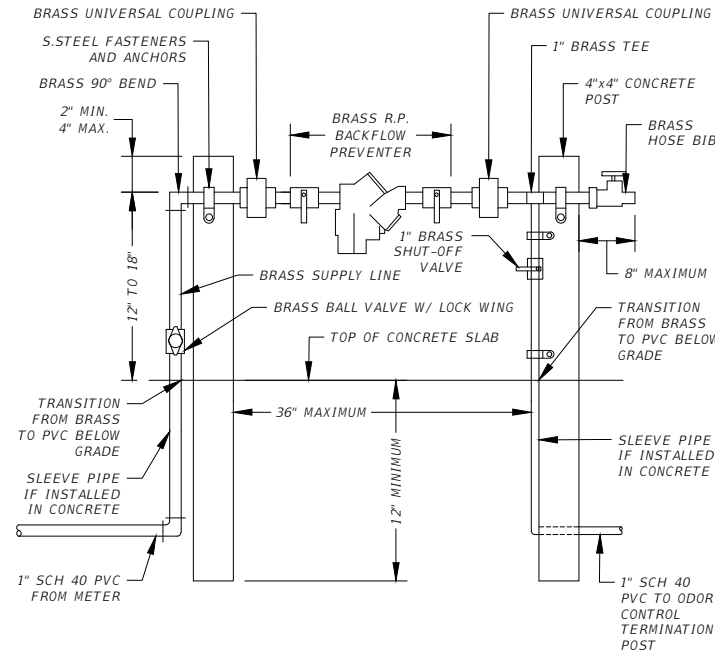 BRASS UNIVERSAL COUPLING
S.STEEL FASTENERS
AND ANCHORS
BRASS 90° BEND
2" MIN.
4" MAX.
BRASS R.P.
BACKFLOW
PREVENTER
BRASS UNIVERSAL COUPLING
1" BRASS TEE
4"x4" CONCRETE
POST
BRASS
HOSE BIB
12" TO 18"
1" BRASS
SHUT-OFF
VALVE
8" MAXIMUM
BRASS SUPPLY LINE
BRASS BALL VALVE W/ LOCK WING
TOP OF CONCRETE SLAB
TRANSITION
FROM BRASS
TO PVC BELOW
GRADE
TRANSITION
FROM BRASS
TO PVC BELOW
GRADE
36" MAXIMUM
12" MINIMUM
SLEEVE PIPE
IF INSTALLED
IN CONCRETE
SLEEVE PIPE
IF INSTALLED
IN CONCRETE
1" SCH 40 PVC
FROM METER
1" SCH 40
PVC TO ODOR
CONTROL
TERMINATION
POST